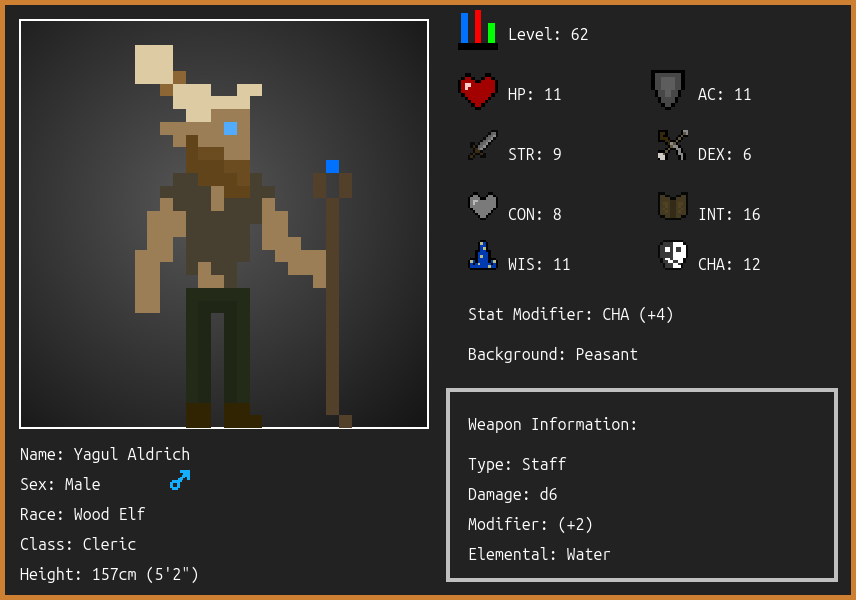 Level: 62
HP: 11
AC: 11
STR: 9
DEX: 6
CON: 8
INT: 16
WIS: 11
CHA: 12
Stat Modifier: CHA (+4)
Background: Peasant
Weapon Information:
Type: Staff
Damage: d6
Modifier: (+2)
Elemental: Water
Name: Yagul Aldrich
Sex: Male
Race: Wood Elf
Class: Cleric
Height: 157cm (5'2")